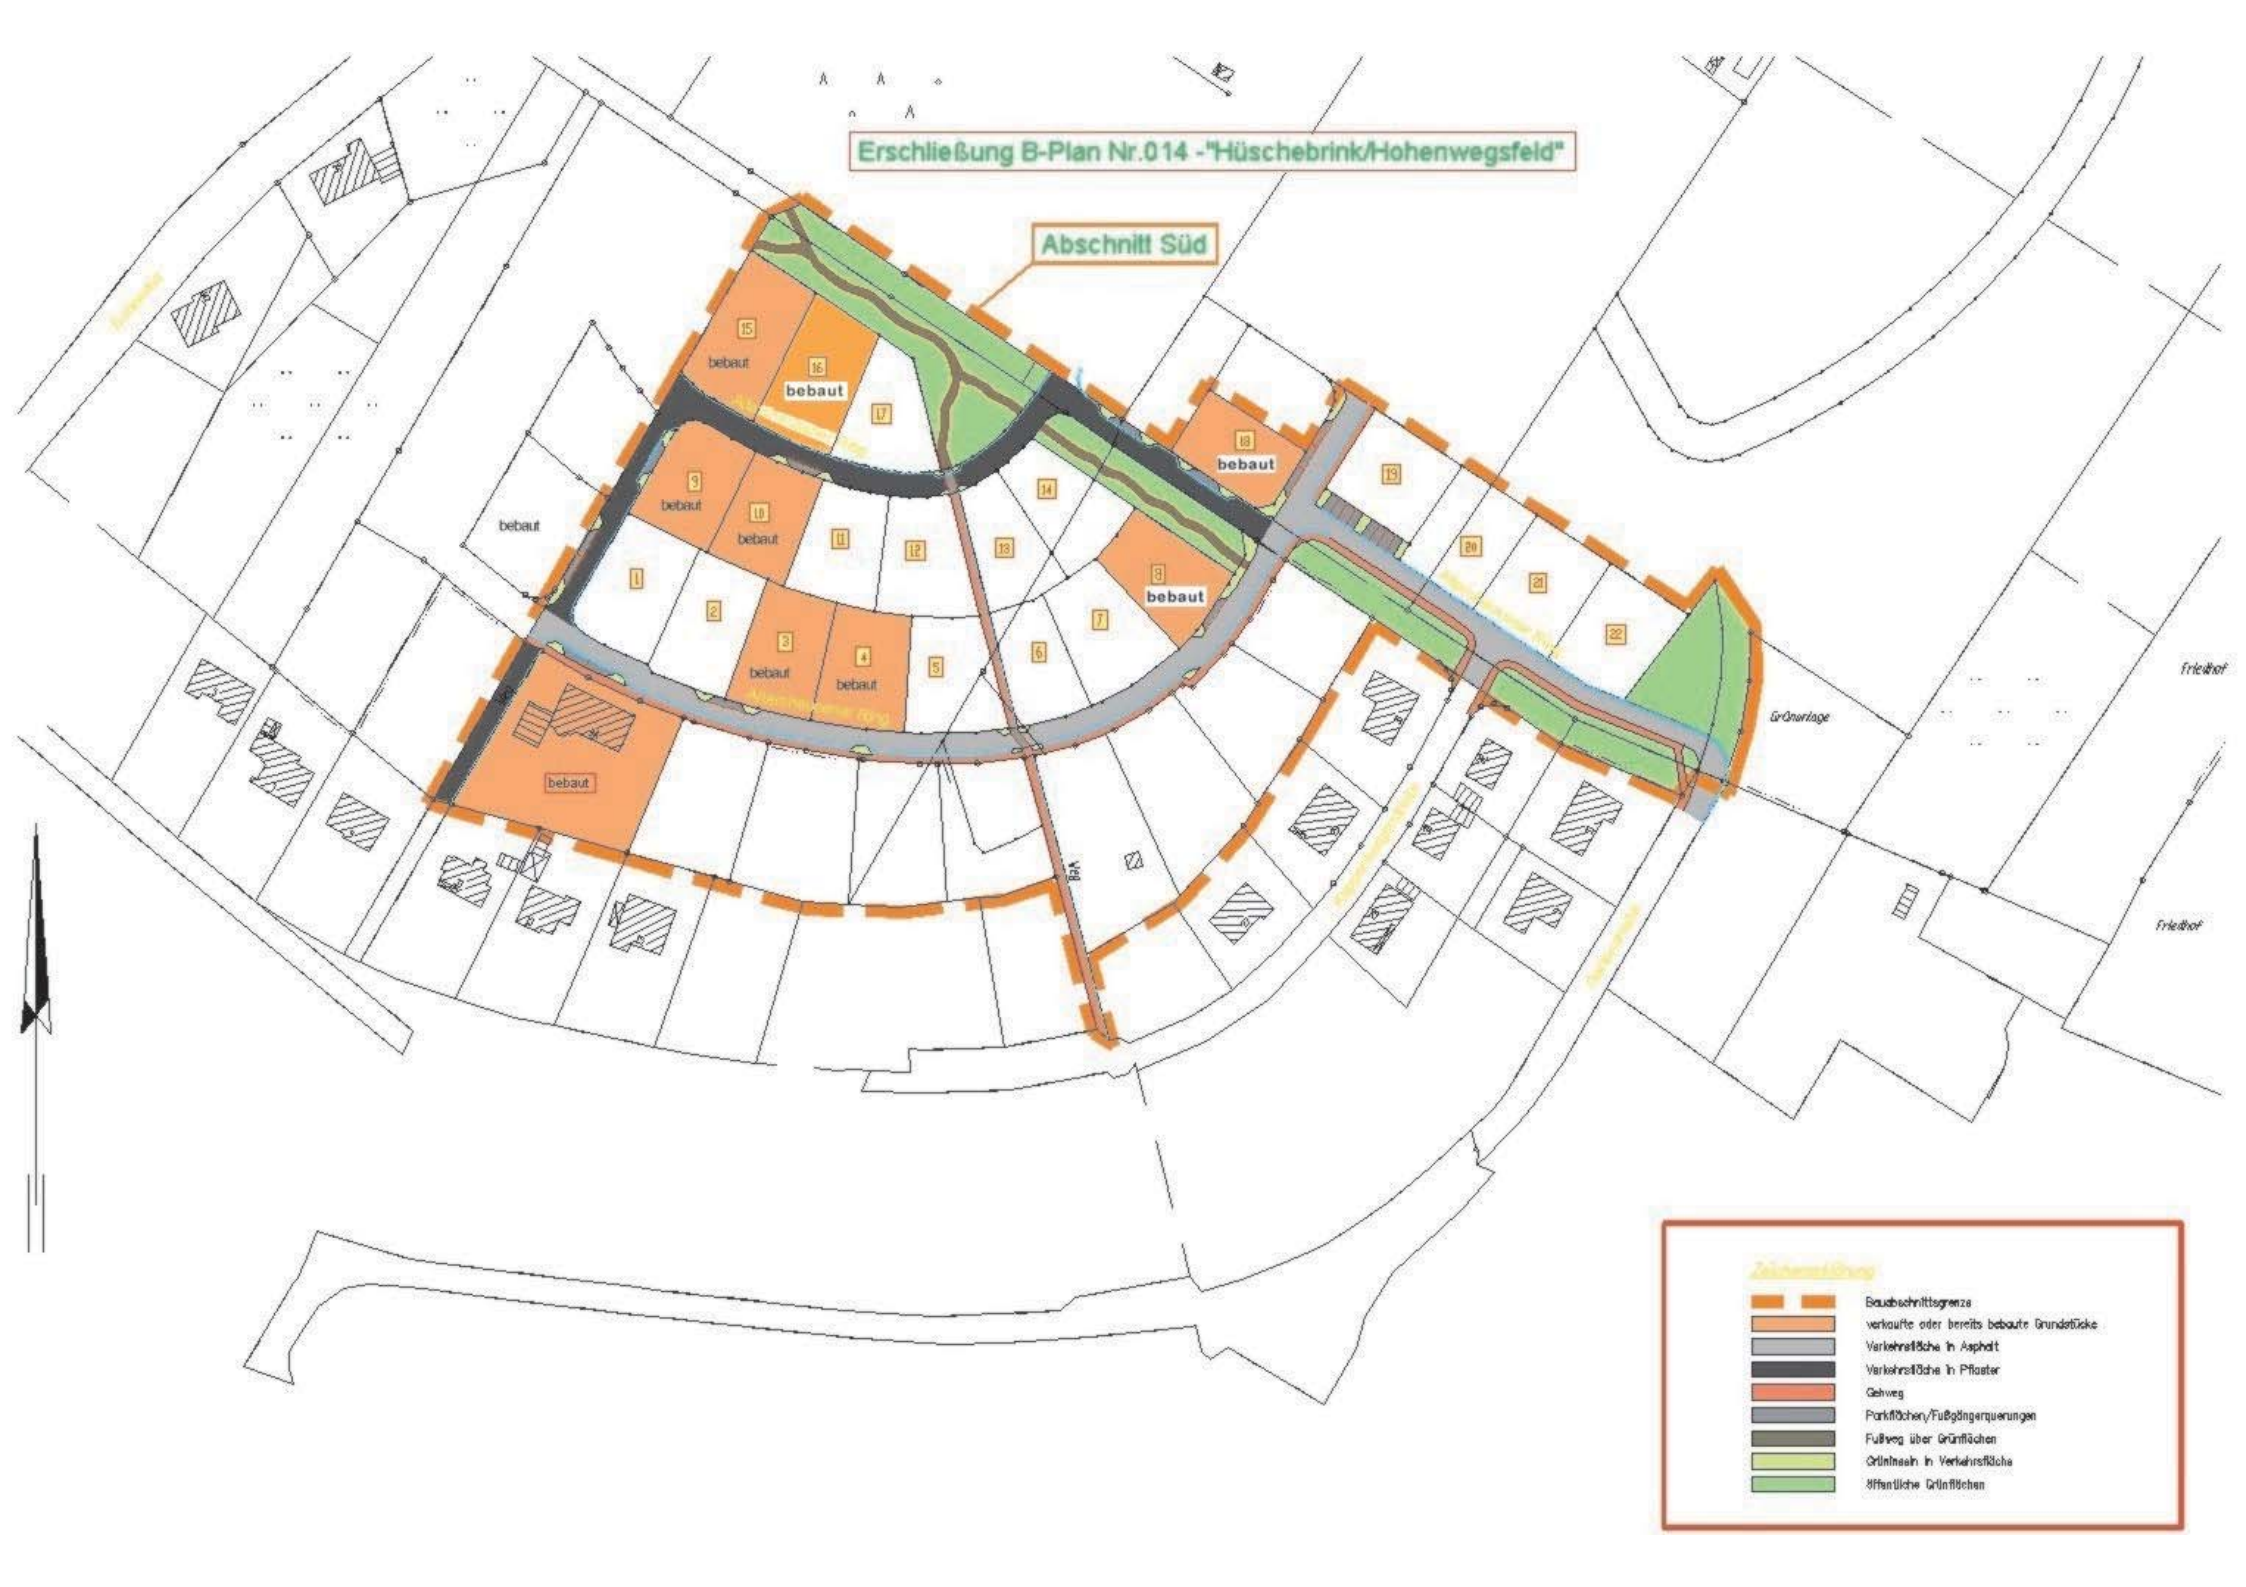 Erschließung B-Plan Nr.014 -"Hüschebrink/Hohenwegsfeld"
Abschnitt Süd
15
bebaut
16
bebaut
17
18
bebaut
19
9
bebaut
10
bebaut
11
12
13
14
bebaut
20
21
22
8
bebaut
1
2
3
bebaut
4
bebaut
5
6
7
bebaut
Weg
Grünanlage
Friedhof
Friedhof
Zeichenerklärung
Bauabschnittsgrenze
verkaufte oder bereits bebaute Grundstücke
Verkehrsfläche in Asphalt
Verkehrsfläche in Pflaster
Gehweg
Parkflächen/Fußgängerquerungen
Fußweg über Grünflächen
Grüninseln in Verkehrsfläche
öffentliche Grünflächen